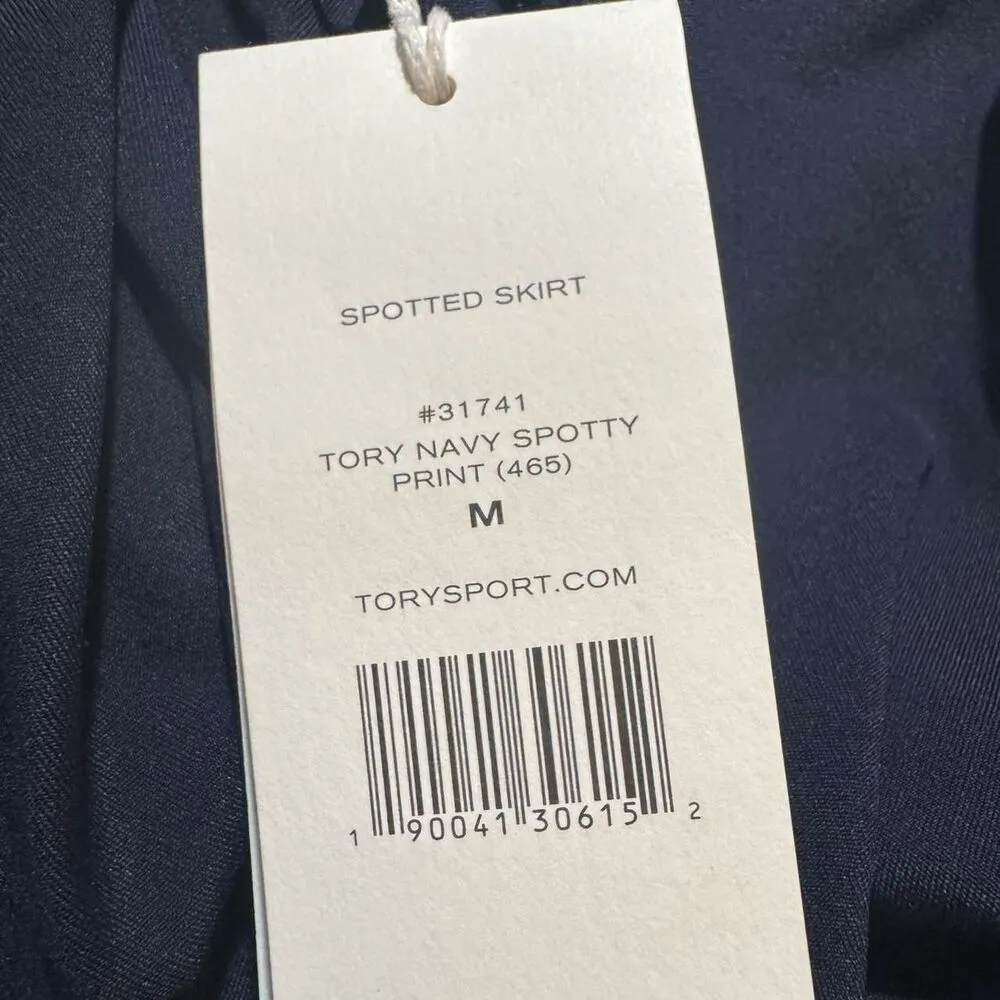 SPOTTED SKIRT
#31741
TORY NAVY SPOTTY
PRINT (465)
M
TORYSPORT.COM
1 90041 30615 2